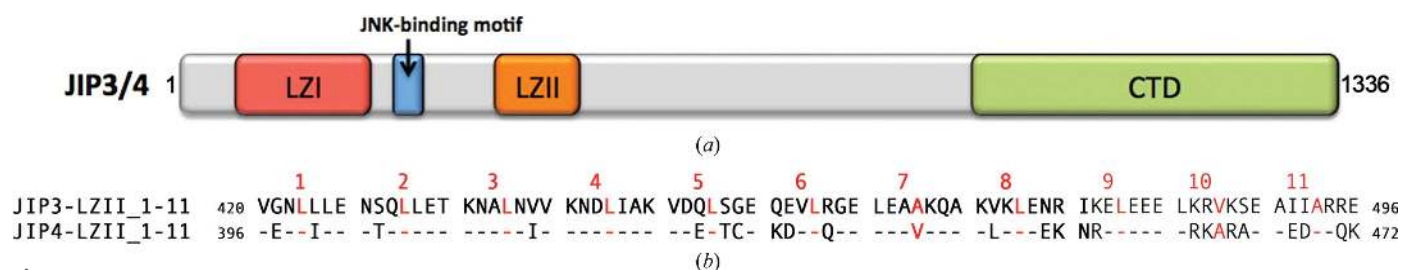 JNK-binding motif
JIP3/4 1 LZI LZII CTD 1336
(a)
1 2 3 4 5 6 7 8 9 10 11
JIP3-LZII_1-11 420 VGNLLLE NSQLLET KNALNVV KNDLIAK VDQLSGE QEVLRGE LEAAKQA KVKLENR IKELEEE LKRVKSE AIIARRE 496
JIP4-LZII_1-11 396 -E--I-- --T---- -----I- ------- --E-TC- KD--Q-- ---V--- --L--EK NR----- --RKARA- -ED--QK 472
(b)